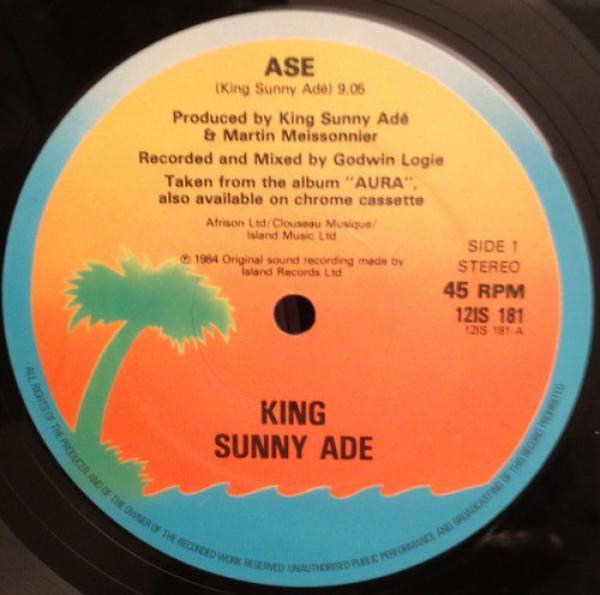 ASE
(King Sunny Adé) 9.05
Produced by King Sunny Adé
& Martin Meissonnier
Recorded and Mixed by Godwin Logie
Taken from the album "AURA",
also available on chrome cassette
Afrison Ltd/Clouseau Musique/
Island Music Ltd
℗ 1984 Original sound recording made by
Island Records Ltd
SIDE 1
STEREO
45 RPM
12IS 181
12IS 181-A
KING
SUNNY ADE
ALL RIGHTS OF THE PRODUCER AND OF THE OWNER OF THE RECORDED WORK RESERVED UNAUTHORISED PUBLIC PERFORMANCE AND BROADCASTING OF THIS RECORD PROHIBITED